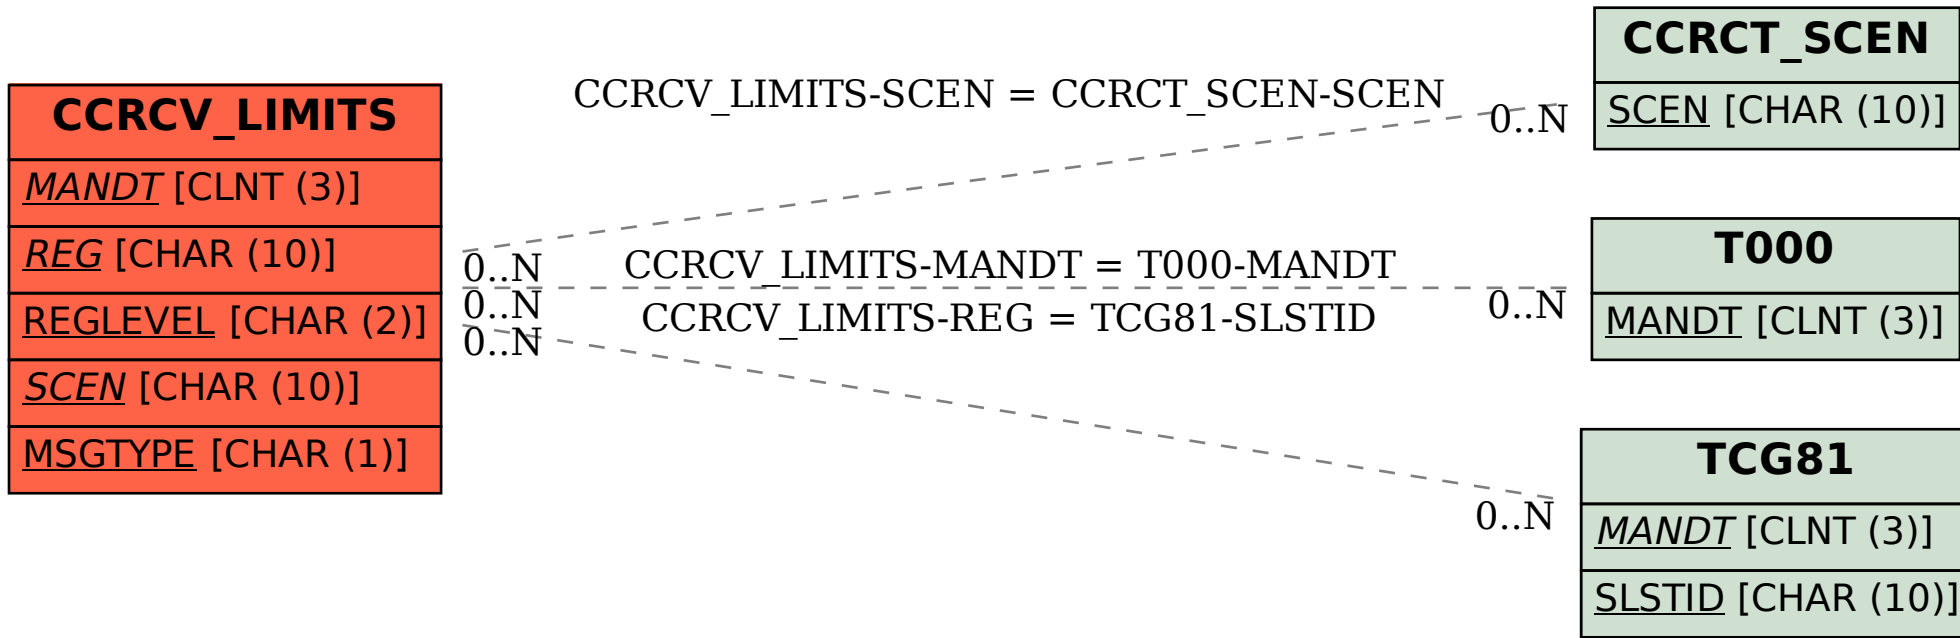 CCRCV_LIMITS
MANDT [CLNT (3)]
REG [CHAR (10)]
REGLEVEL [CHAR (2)]
SCEN [CHAR (10)]
MSGTYPE [CHAR (1)]
CCRCV_LIMITS-SCEN = CCRCT_SCEN-SCEN
0..N
0..N
CCRCV_LIMITS-MANDT = T000-MANDT
0..N
0..N
CCRCV_LIMITS-REG = TCG81-SLSTID
0..N
0..N
CCRCT_SCEN
SCEN [CHAR (10)]
T000
MANDT [CLNT (3)]
TCG81
MANDT [CLNT (3)]
SLSTID [CHAR (10)]